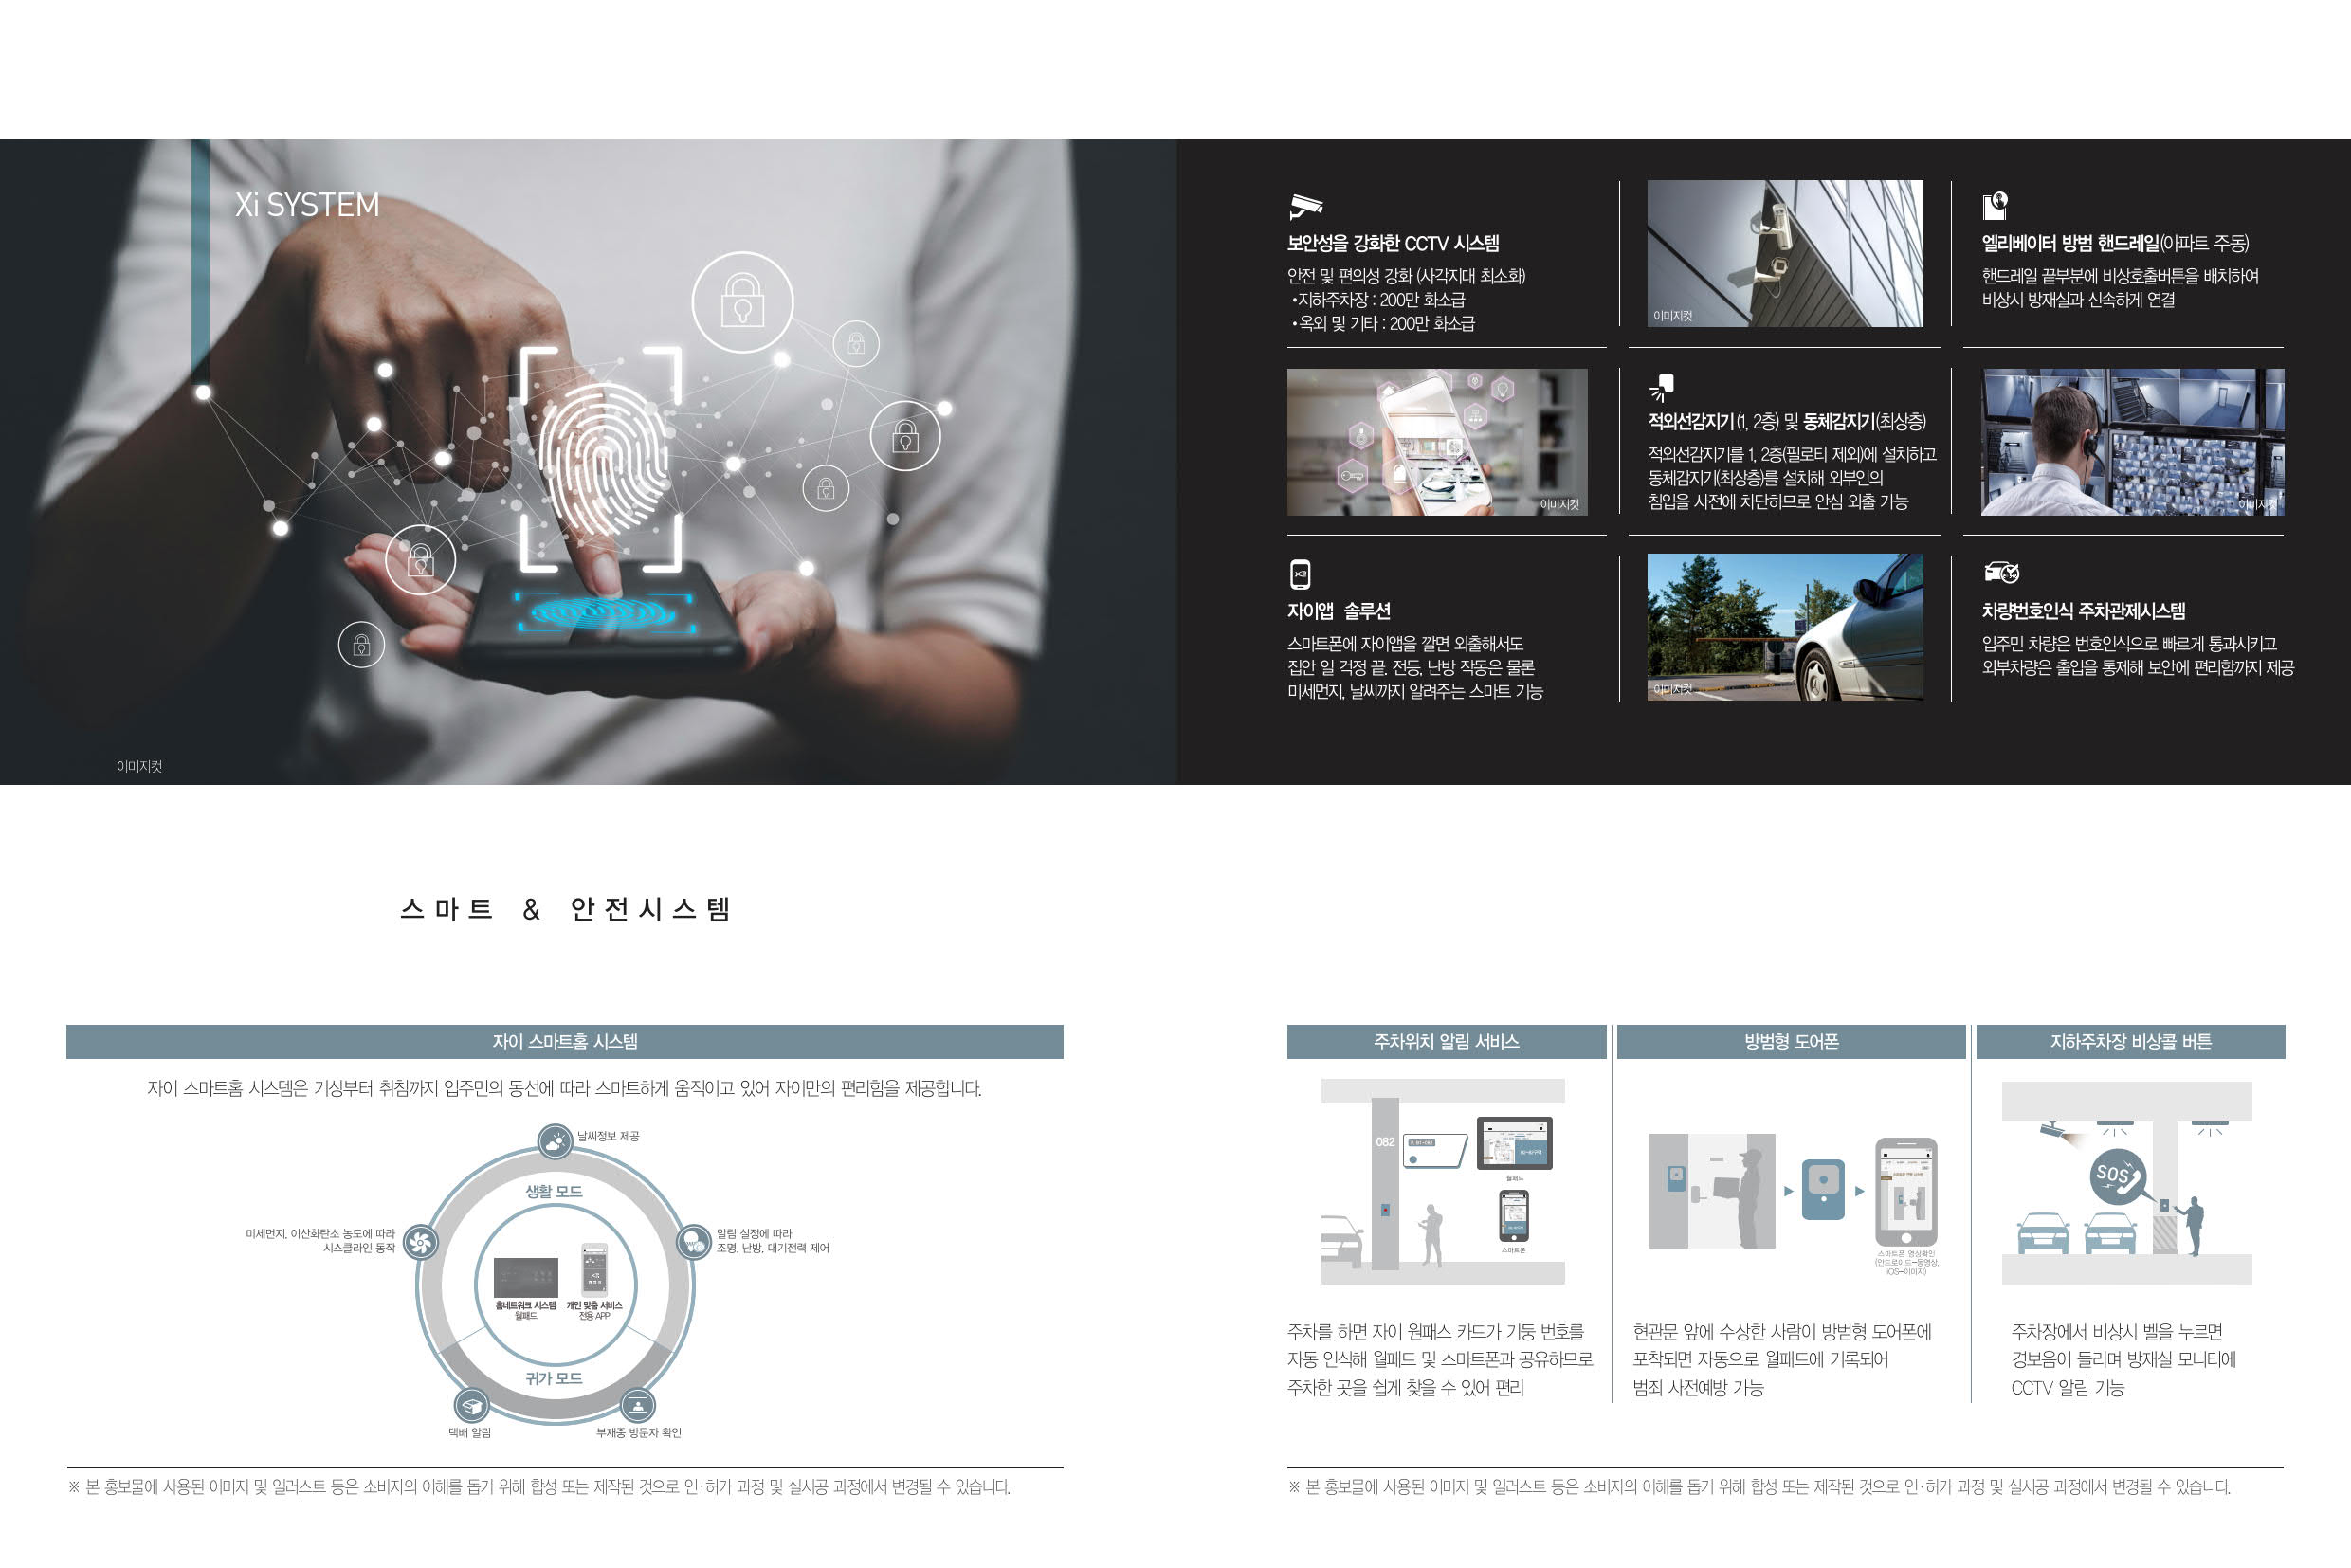 Xi SYSTEM
이미지컷
보안성을 강화한 CCTV 시스템
안전 및 편의성 강화 (사각지대 최소화)
•지하주차장 : 200만 화소급
•옥외 및 기타 : 200만 화소급
이미지컷
엘리베이터 방범 핸드레일(아파트 주동)
핸드레일 끝부분에 비상호출버튼을 배치하여
비상시 방재실과 신속하게 연결
이미지컷
적외선감지기(1, 2층) 및 동체감지기(최상층)
적외선감지기를 1, 2층(필로티 제외)에 설치하고
동체감지기(최상층)를 설치해 외부인의
침입을 사전에 차단하므로 안심 외출 가능
이미지컷
자이앱 솔루션
스마트폰에 자이앱을 깔면 외출해서도
집안 일 걱정 끝. 전등, 난방 작동은 물론
미세먼지, 날씨까지 알려주는 스마트 기능
이미지컷
차량번호인식 주차관제시스템
입주민 차량은 번호인식으로 빠르게 통과시키고
외부차량은 출입을 통제해 보안에 편리함까지 제공
스마트 & 안전시스템
자이 스마트홈 시스템
자이 스마트홈 시스템은 기상부터 취침까지 입주민의 동선에 따라 스마트하게 움직이고 있어 자이만의 편리함을 제공합니다.
날씨정보 제공
생활 모드
미세먼지, 이산화탄소 농도에 따라
시스클라인 동작
알림 설정에 따라
조명, 난방, 대기전력 제어
홈네트워크 시스템
월패드
개인 맞춤 서비스
전용 APP
귀가 모드
택배 알림
부재중 방문자 확인
※ 본 홍보물에 사용된 이미지 및 일러스트 등은 소비자의 이해를 돕기 위해 합성 또는 제작된 것으로 인·허가 과정 및 실시공 과정에서 변경될 수 있습니다.
주차위치 알림 서비스
082
월패드
스마트폰
주차를 하면 자이 원패스 카드가 기둥 번호를
자동 인식해 월패드 및 스마트폰과 공유하므로
주차한 곳을 쉽게 찾을 수 있어 편리
방범형 도어폰
스마트폰 영상확인
(안드로이드-동영상,
iOS-이미지)
현관문 앞에 수상한 사람이 방범형 도어폰에
포착되면 자동으로 월패드에 기록되어
범죄 사전예방 가능
지하주차장 비상콜 버튼
SOS
주차장에서 비상시 벨을 누르면
경보음이 들리며 방재실 모니터에
CCTV 알림 기능
※ 본 홍보물에 사용된 이미지 및 일러스트 등은 소비자의 이해를 돕기 위해 합성 또는 제작된 것으로 인·허가 과정 및 실시공 과정에서 변경될 수 있습니다.